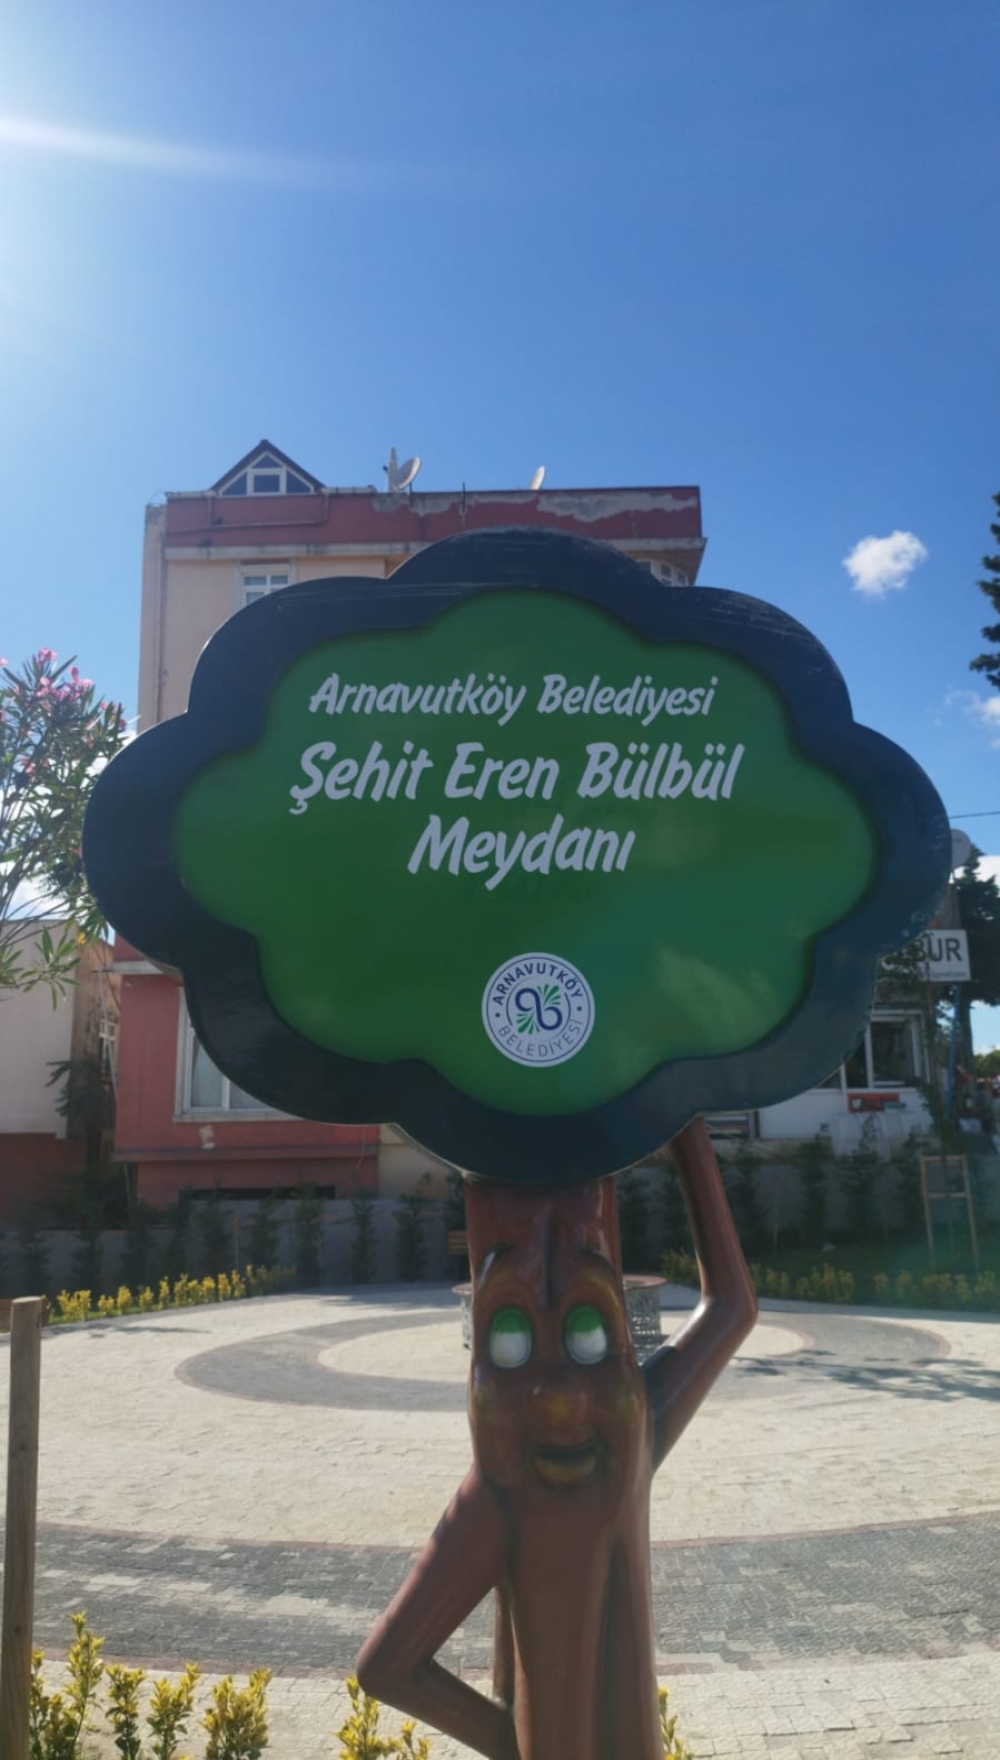 Arnavutköy Belediyesi
Şehit Eren Bülbül
Meydanı
ARNAVUTKÖY
BELEDİYESİ